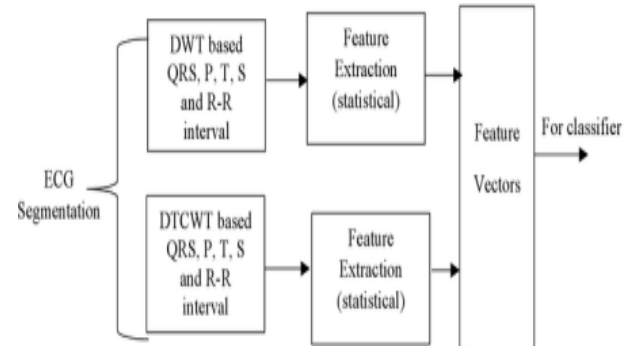 ECG
Segmentation
DWT based
QRS, P, T, S
and R-R
interval
Feature
Extraction
(statistical)
DTCWT based
QRS, P, T, S
and R-R
interval
Feature
Extraction
(statistical)
Feature
Vectors
For classifier